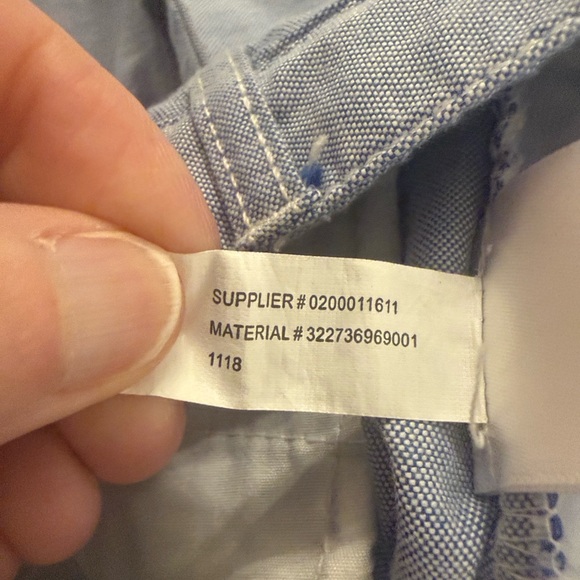 SUPPLIER # 0200011611
MATERIAL # 322736969001
1118